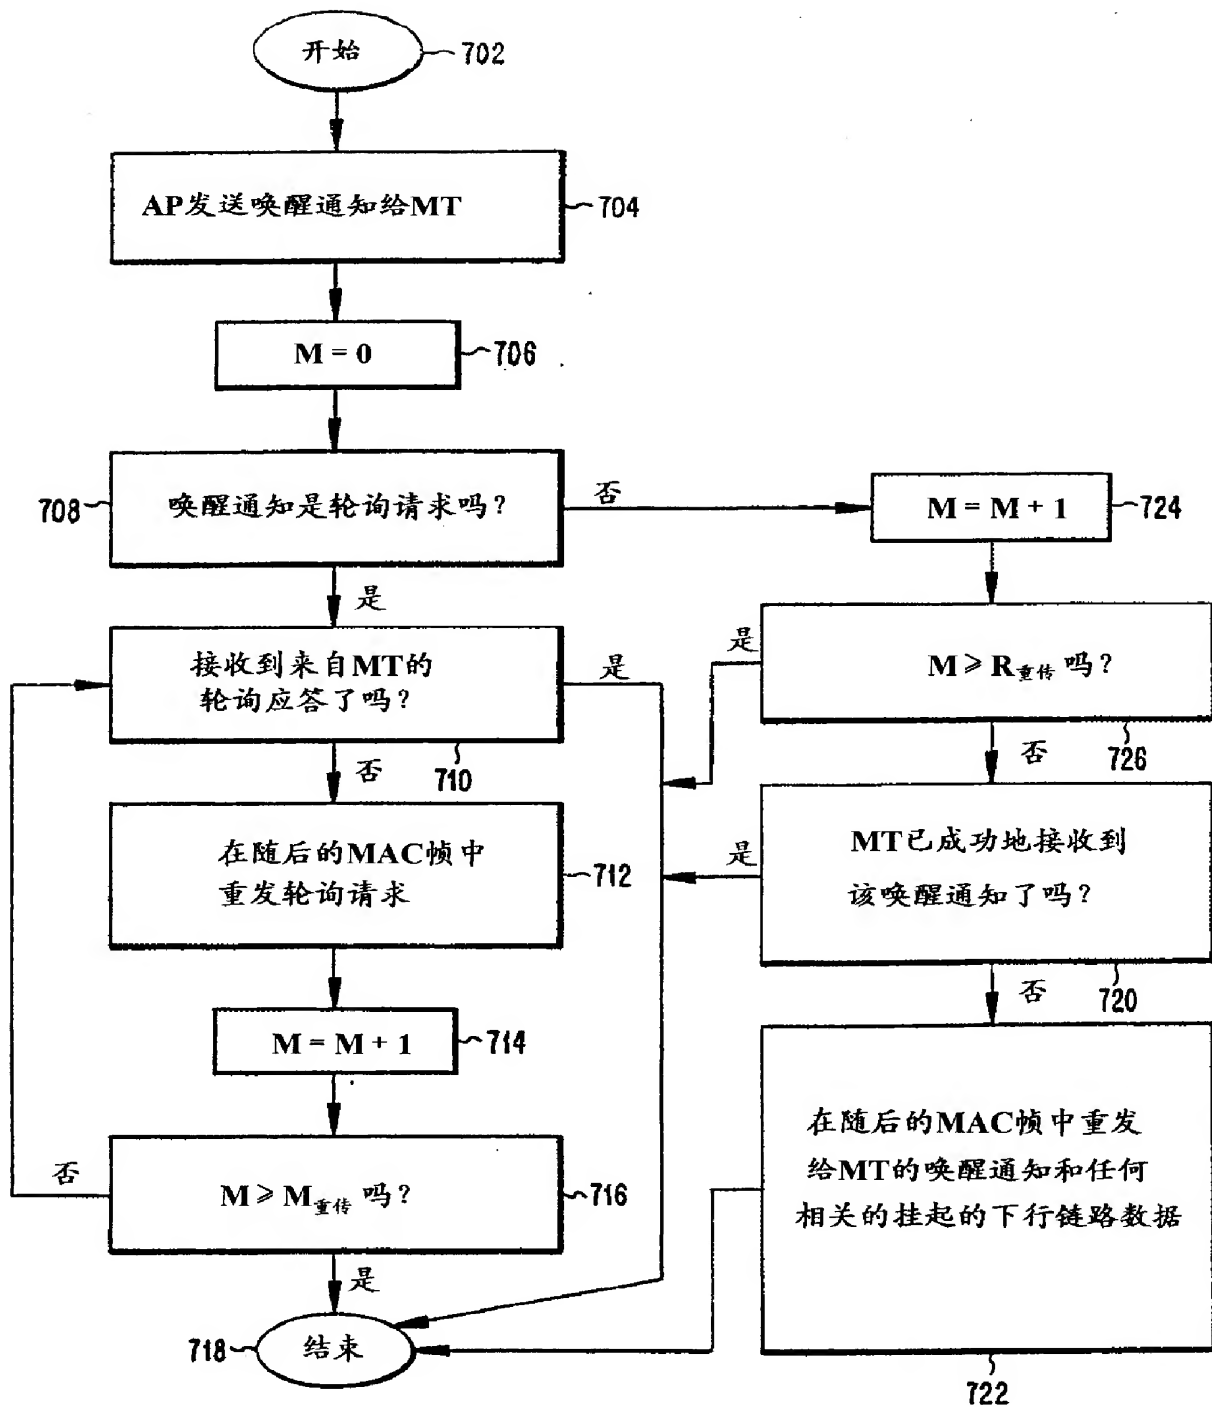 开始
702
AP发送唤醒通知给MT
704
M = 0
706
708
唤醒通知是轮询请求吗？
否
M = M + 1
724
是
接收到来自MT的
轮询应答了吗？
是
710
是
M ≥ R重传 吗？
726
否
否
在随后的MAC帧中
重发轮询请求
712
是
MT已成功地接收到
该唤醒通知了吗？
720
否
M = M + 1
714
否
M ≥ M重传 吗？
716
是
在随后的MAC帧中重发
给MT的唤醒通知和任何
相关的挂起的下行链路数据
722
718
结束